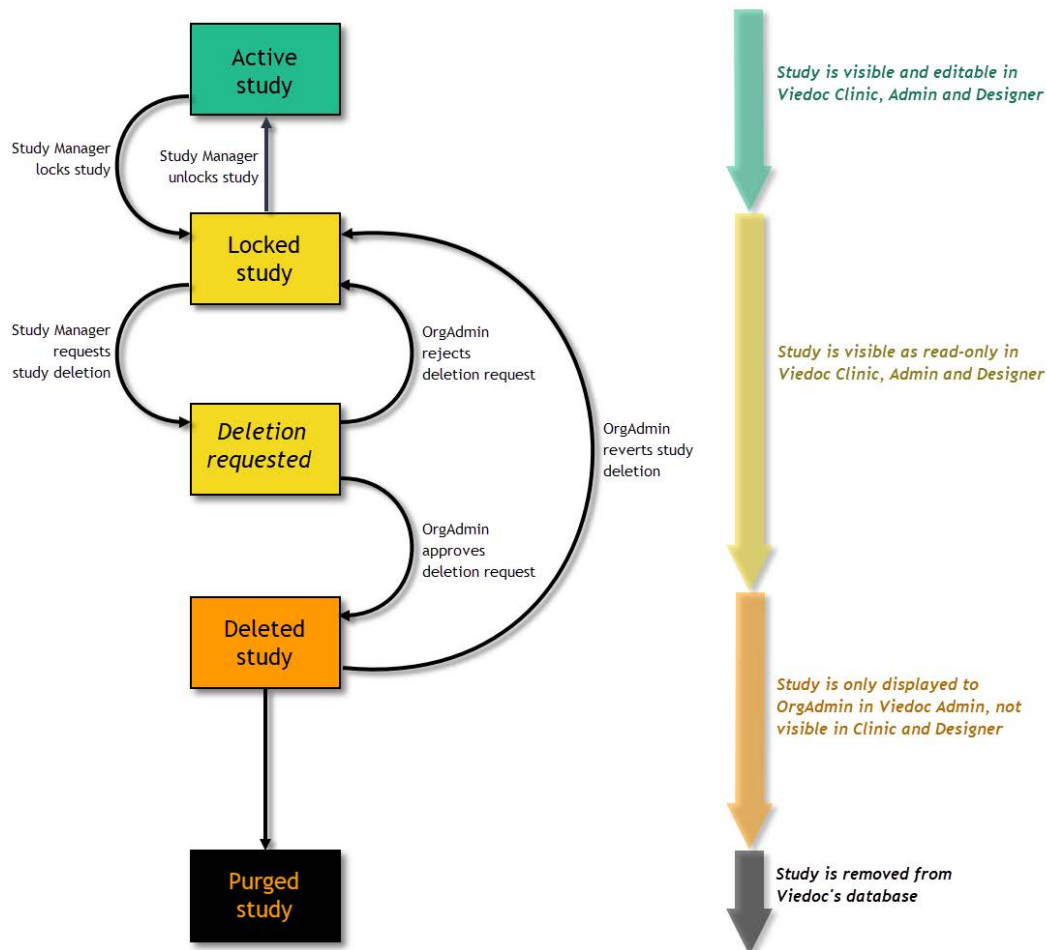 Active
study
Study is visible and editable in
Viedoc Clinic, Admin and Designer
Study Manager
locks study
Study Manager
unlocks study
Locked
study
Study Manager
requests
study deletion
OrgAdmin
rejects
deletion request
Study is visible as read-only in
Viedoc Clinic, Admin and Designer
Deletion
requested
OrgAdmin
reverts study
deletion
OrgAdmin
approves
deletion request
Deleted
study
Study is only displayed to
OrgAdmin in Viedoc Admin, not
visible in Clinic and Designer
Purged
study
Study is removed from
Viedoc's database